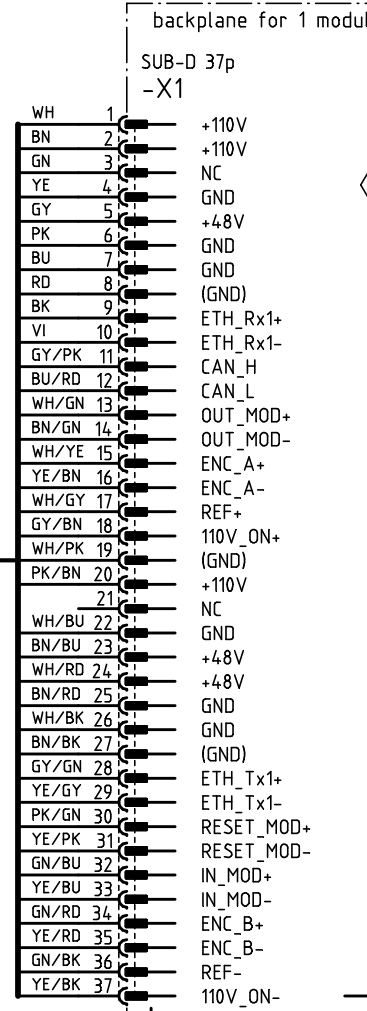 backplane for 1 modul
SUB-D 37p
-X1
WH 1 +110V
BN 2 +110V
GN 3 NC
YE 4 GND
GY 5 +48V
PK 6 GND
BU 7 GND
RD 8 (GND)
BK 9 ETH_Rx1+
VI 10 ETH_Rx1-
GY/PK 11 CAN_H
BU/RD 12 CAN_L
WH/GN 13 OUT_MOD+
BN/GN 14 OUT_MOD-
WH/YE 15 ENC_A+
YE/BN 16 ENC_A-
WH/GY 17 REF+
GY/BN 18 110V_ON+
WH/PK 19 (GND)
PK/BN 20 +110V
21 NC
WH/BU 22 GND
BN/BU 23 +48V
WH/RD 24 +48V
BN/RD 25 GND
WH/BK 26 GND
BN/BK 27 (GND)
GY/GN 28 ETH_Tx1+
YE/GY 29 ETH_Tx1-
PK/GN 30 RESET_MOD+
YE/PK 31 RESET_MOD-
GN/BU 32 IN_MOD+
YE/BU 33 IN_MOD-
GN/RD 34 ENC_B+
YE/RD 35 ENC_B-
GN/BK 36 REF-
YE/BK 37 110V_ON-